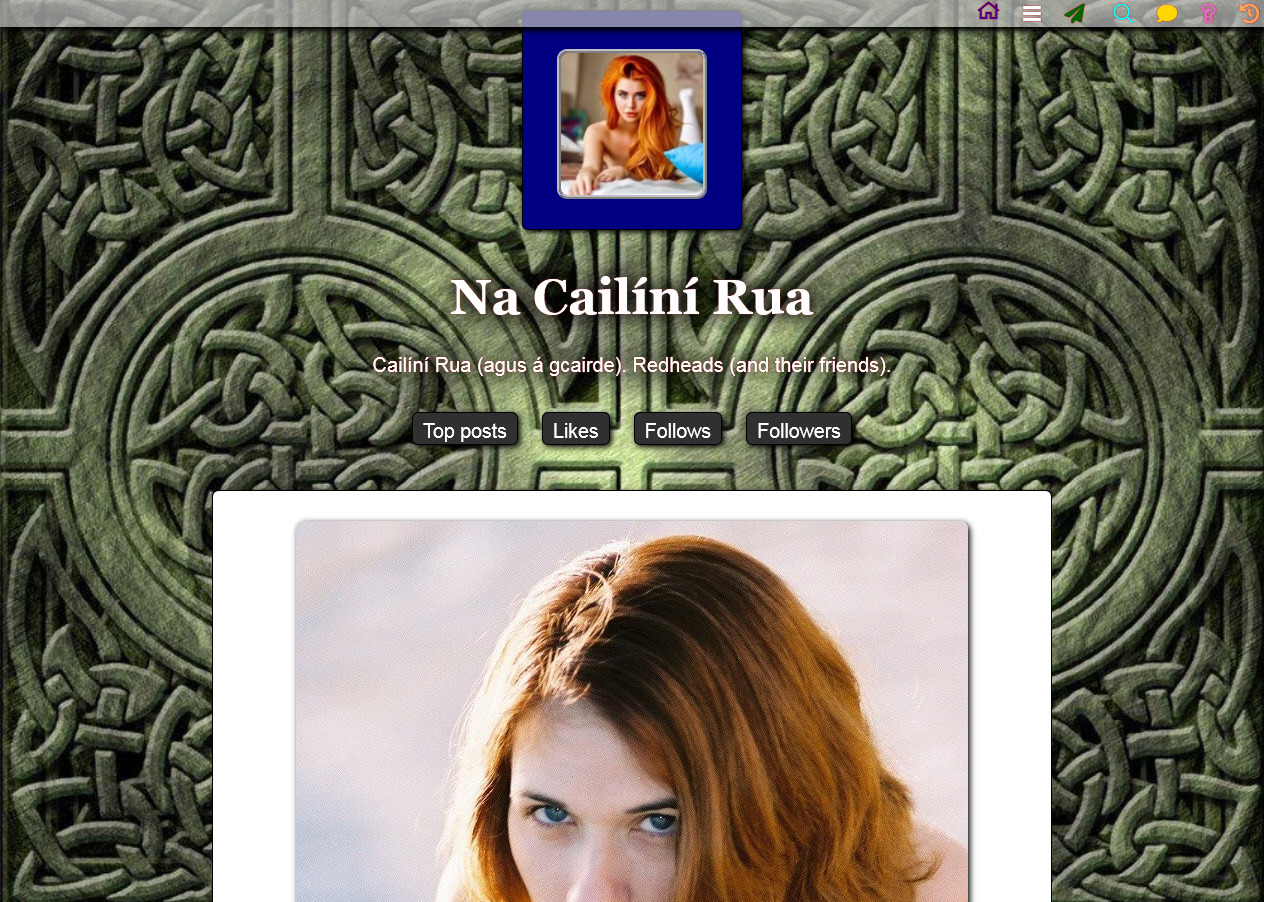 Na Cailíní Rua
Cailíní Rua (agus á gcairde). Redheads (and their friends).
Top posts Likes Follows Followers